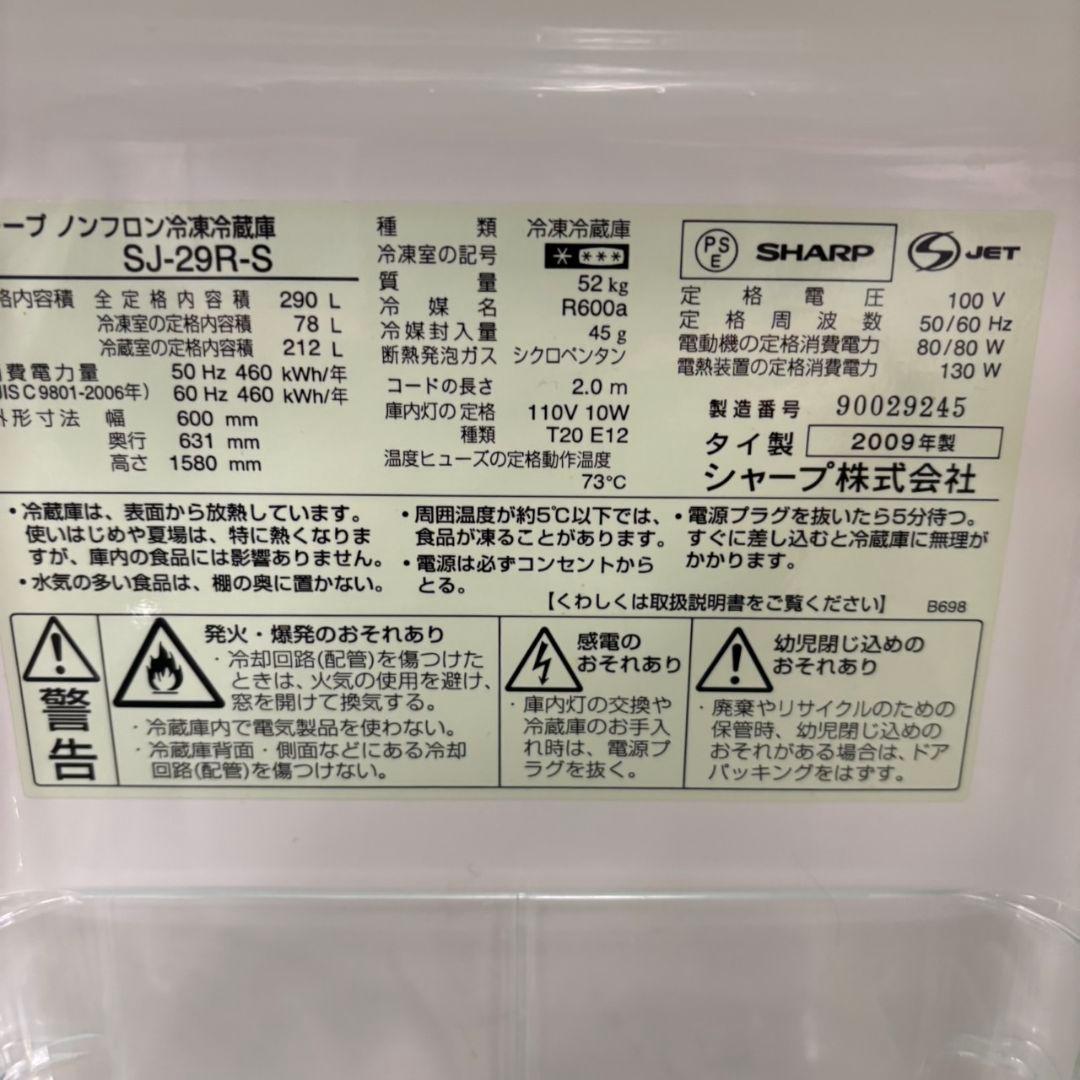 ープ ノンフロン冷凍冷蔵庫
SJ-29R-S
格内容積 全定格内容積 290 L
冷凍室の定格内容積 78 L
冷蔵室の定格内容積 212 L
消費電力量 50 Hz 460 kWh/年
JIS C 9801-2006年) 60 Hz 460 kWh/年
外形寸法 幅 600 mm
奥行 631 mm
高さ 1580 mm
種類 冷凍冷蔵庫
冷凍室の記号 * ***
質量 52 kg
冷媒名 R600a
冷媒封入量 45 g
断熱発泡ガス シクロペンタン
コードの長さ 2.0 m
庫内灯の定格 110V 10W
種類 T20 E12
温度ヒューズの定格動作温度
73℃
PSE SHARP S JET
定格電圧 100 V
定格周波数 50/60 Hz
電動機の定格消費電力 80/80 W
電熱装置の定格消費電力 130 W
製造番号 90029245
タイ製 2009年製
シャープ株式会社
・冷蔵庫は、表面から放熱しています。
使いはじめや夏場は、特に熱くなりま
すが、庫内の食品には影響ありません。
・水気の多い食品は、棚の奥に置かない。
・周囲温度が約5℃以下では、
食品が凍ることがあります。
・電源は必ずコンセントから
とる。
・電源プラグを抜いたら5分待つ。
すぐに差し込むと冷蔵庫に無理が
かかります。
【くわしくは取扱説明書をご覧ください】 B698
警告
発火・爆発のおそれあり
・冷却回路(配管)を傷つけた
ときは、火気の使用を避け、
窓を開けて換気する。
・冷蔵庫内で電気製品を使わない。
・冷蔵庫背面・側面などにある冷却
回路(配管)を傷つけない。
感電の
おそれあり
・庫内灯の交換や
冷蔵庫のお手入
れ時は、電源プ
ラグを抜く。
幼児閉じ込めの
おそれあり
・廃棄やリサイクルのための
保管時、幼児閉じ込めの
おそれがある場合は、ドア
パッキングをはずす。